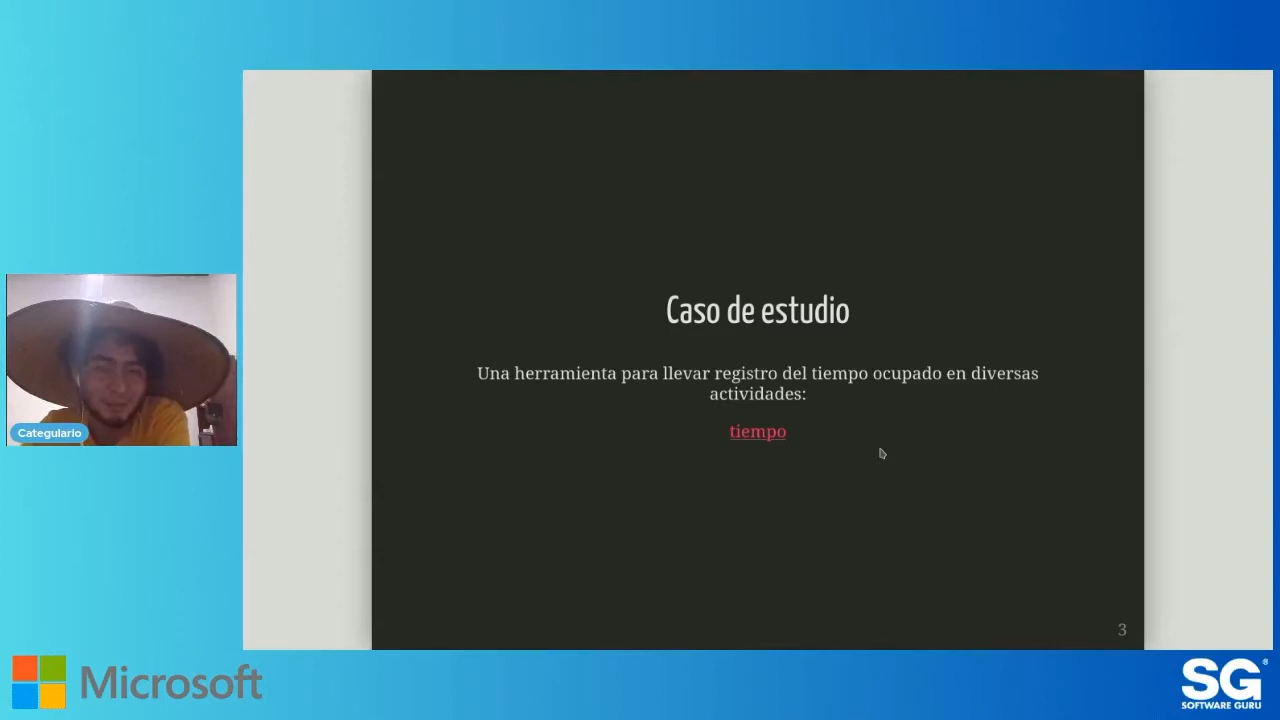 Caso de estudio
Una herramienta para llevar registro del tiempo ocupado en diversas
actividades:
tiempo
3
Categulario
Microsoft
SG®
SOFTWARE GURU